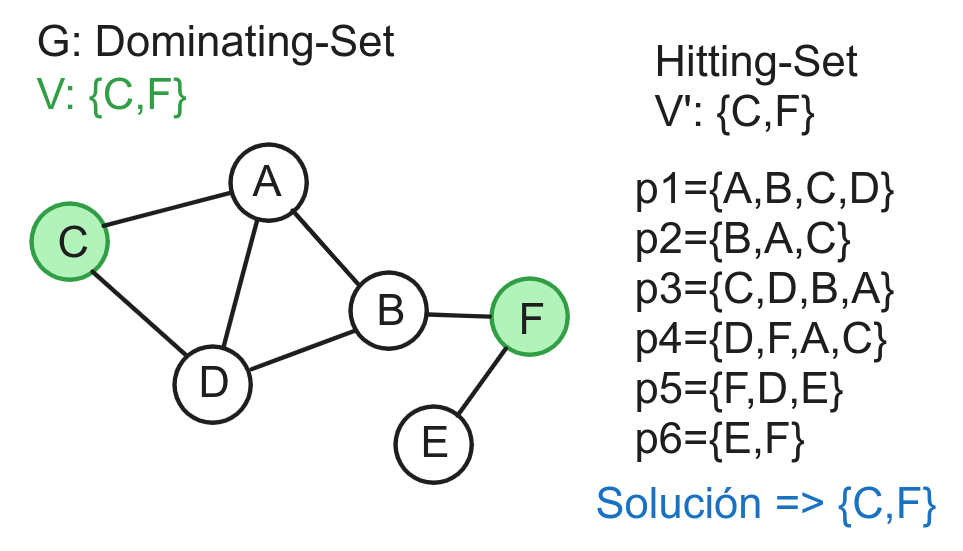 G: Dominating-Set
V: {C,F}
Hitting-Set
V': {C,F}
A
C
B
F
D
E
p1={A,B,C,D}
p2={B,A,C}
p3={C,D,B,A}
p4={D,F,A,C}
p5={F,D,E}
p6={E,F}
Solución => {C,F}